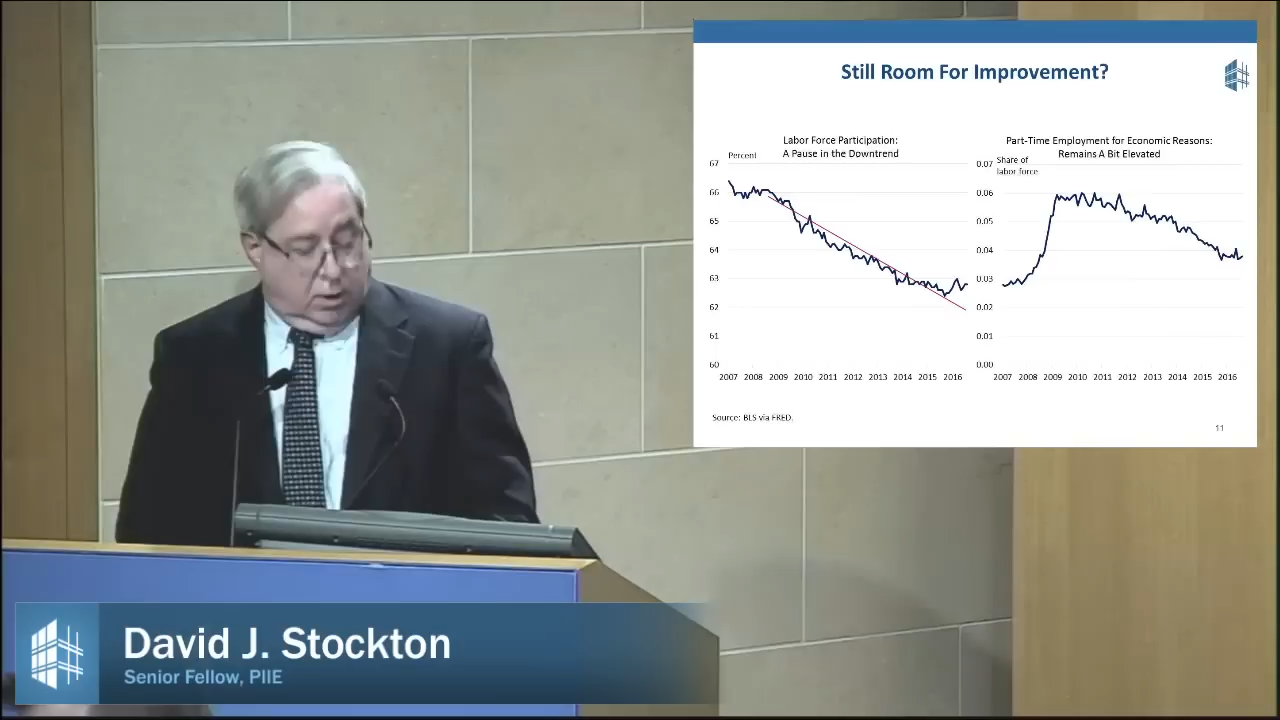 Still Room For Improvement?
Labor Force Participation:
A Pause in the Downtrend
Percent
67
66
65
64
63
62
61
60
2007 2008 2009 2010 2011 2012 2013 2014 2015 2016
Part-Time Employment for Economic Reasons:
Remains A Bit Elevated
Share of
labor force
0.07
0.06
0.05
0.04
0.03
0.02
0.01
0.00
2007 2008 2009 2010 2011 2012 2013 2014 2015 2016
Source: BLS via FRED.
11
David J. Stockton
Senior Fellow, PIIE